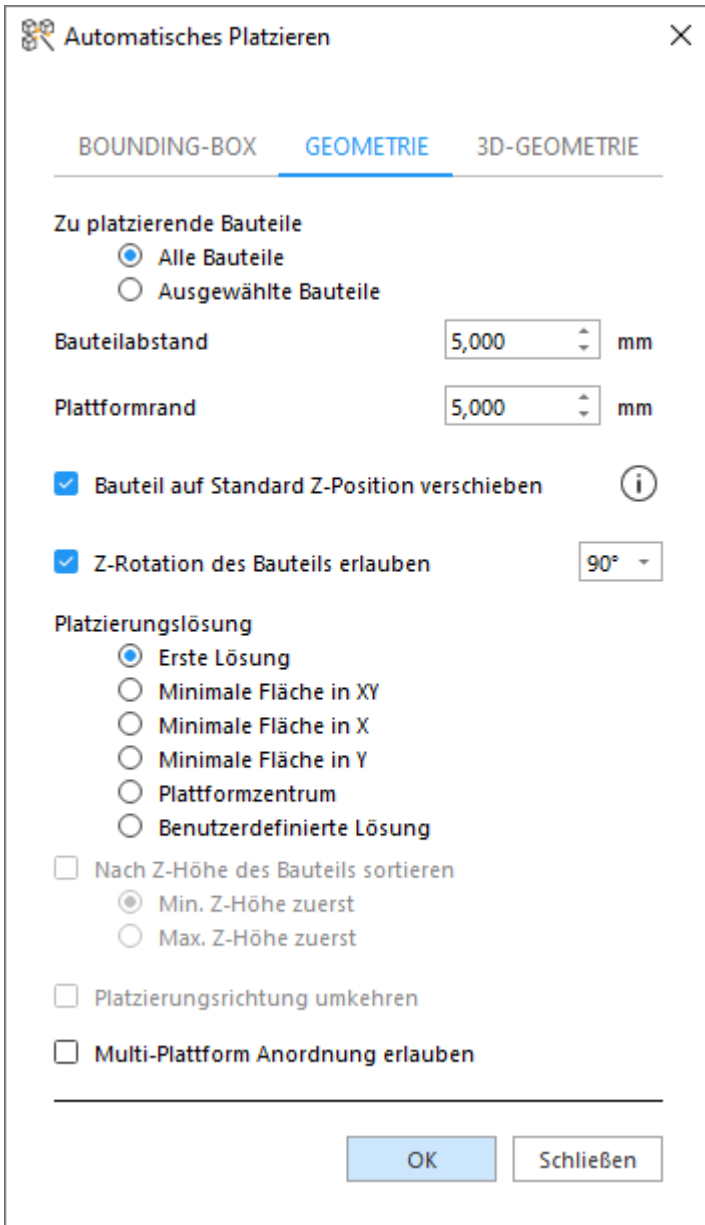 Automatisches Platzieren
BOUNDING-BOX GEOMETRIE 3D-GEOMETRIE
Zu platzierende Bauteile
Alle Bauteile
Ausgewählte Bauteile
Bauteilabstand 5,000 mm
Plattformrand 5,000 mm
Bauteil auf Standard Z-Position verschieben
Z-Rotation des Bauteils erlauben 90°
Platzierungslösung
Erste Lösung
Minimale Fläche in XY
Minimale Fläche in X
Minimale Fläche in Y
Plattformzentrum
Benutzerdefinierte Lösung
Nach Z-Höhe des Bauteils sortieren
Min. Z-Höhe zuerst
Max. Z-Höhe zuerst
Platzierungsrichtung umkehren
Multi-Plattform Anordnung erlauben
OK Schließen